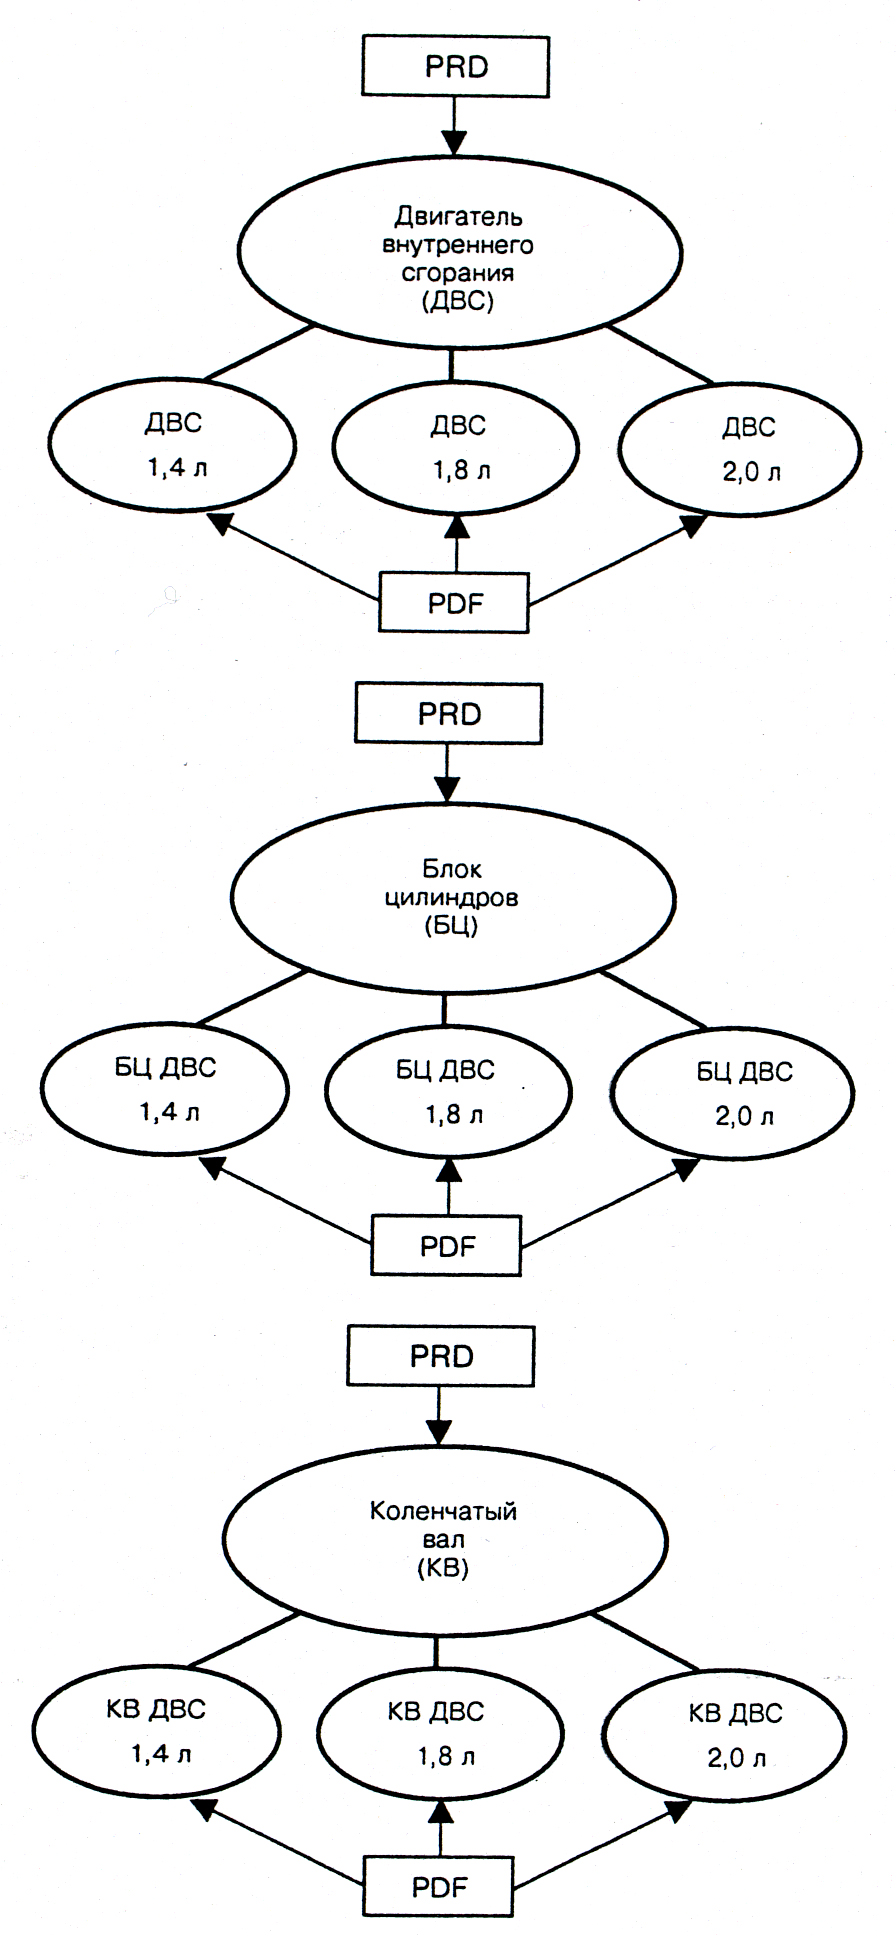 PRD
Двигатель
внутреннего
сгорания
(ДВС)
ДВС
1,4 л
ДВС
1,8 л
ДВС
2,0 л
PDF
PRD
Блок
цилиндров
(БЦ)
БЦ ДВС
1,4 л
БЦ ДВС
1,8 л
БЦ ДВС
2,0 л
PDF
PRD
Коленчатый
вал
(КВ)
КВ ДВС
1,4 л
КВ ДВС
1,8 л
КВ ДВС
2,0 л
PDF